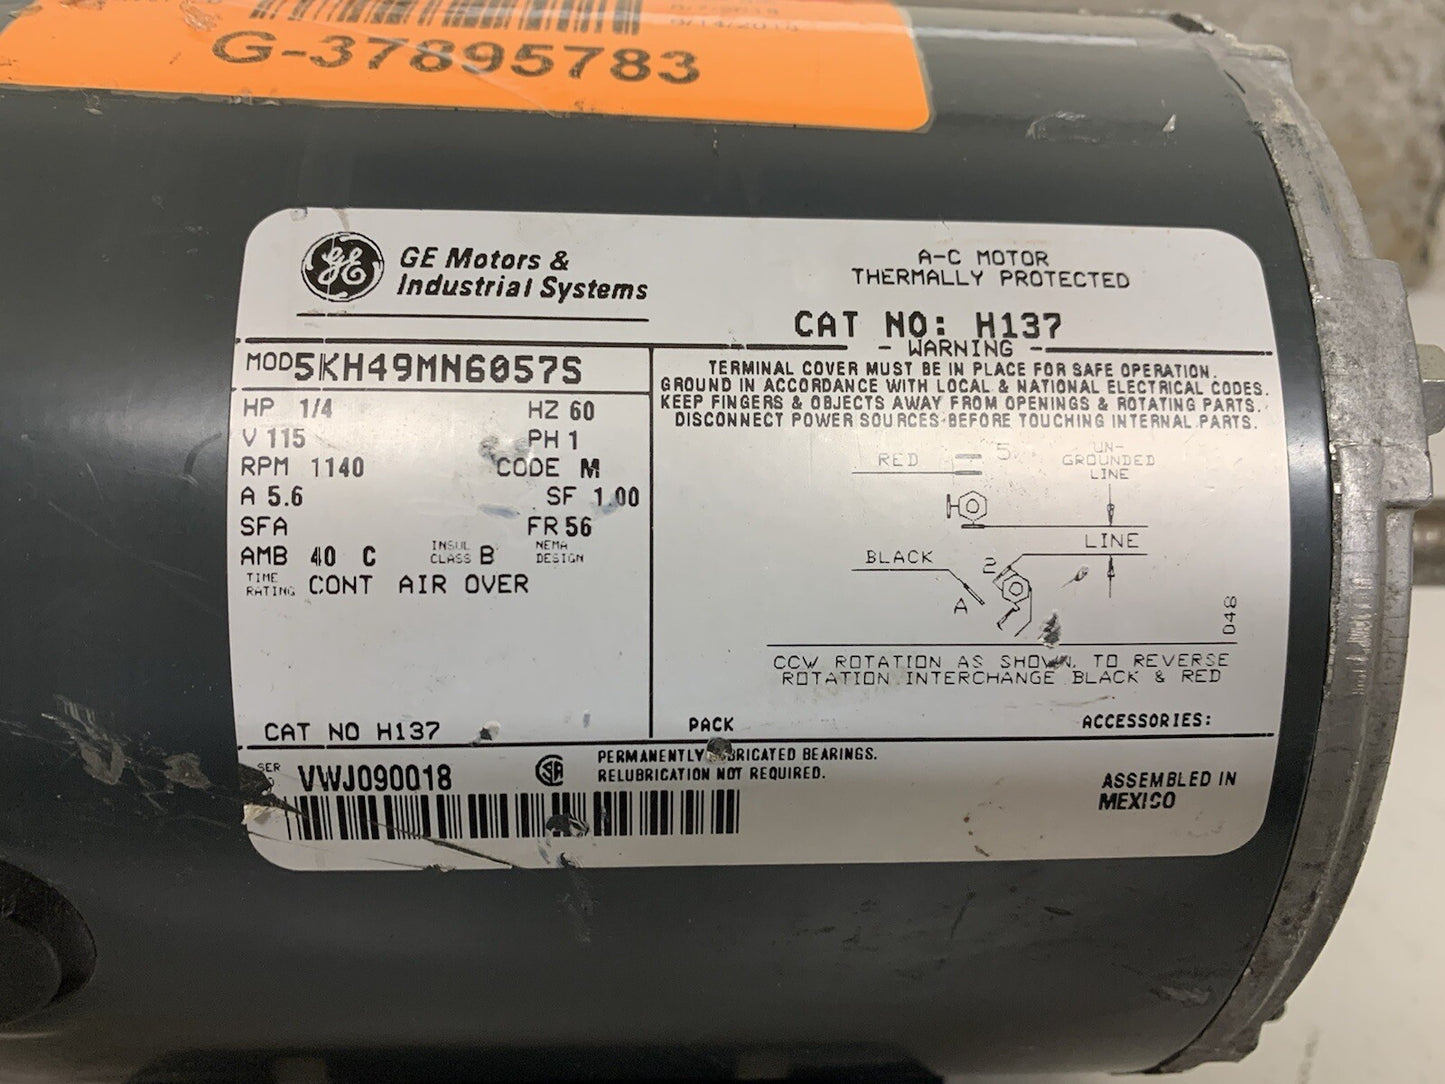 G-37895783
GE
GE Motors &
Industrial Systems
A-C MOTOR
THERMALLY PROTECTED
CAT NO: H137
MOD 5KH49MN6057S
HP 1/4 HZ 60
V 115 PH 1
RPM 1140 CODE M
A 5.6 SF 1.00
SFA FR 56
AMB 40 C INSUL CLASS B NEMA DESIGN
TIME RATING CONT AIR OVER
CAT NO H137
- WARNING -
TERMINAL COVER MUST BE IN PLACE FOR SAFE OPERATION.
GROUND IN ACCORDANCE WITH LOCAL & NATIONAL ELECTRICAL CODES.
KEEP FINGERS & OBJECTS AWAY FROM OPENINGS & ROTATING PARTS.
DISCONNECT POWER SOURCES BEFORE TOUCHING INTERNAL PARTS.
RED 5 UN-
GROUNDED
LINE
LINE
BLACK 2
A
048
CCW ROTATION AS SHOWN. TO REVERSE
ROTATION INTERCHANGE BLACK & RED
PACK ACCESSORIES:
SER VWJ090018
PERMANENTLY BEARINGS.
RELUBRICATION NOT REQUIRED.
ASSEMBLED IN
MEXICO